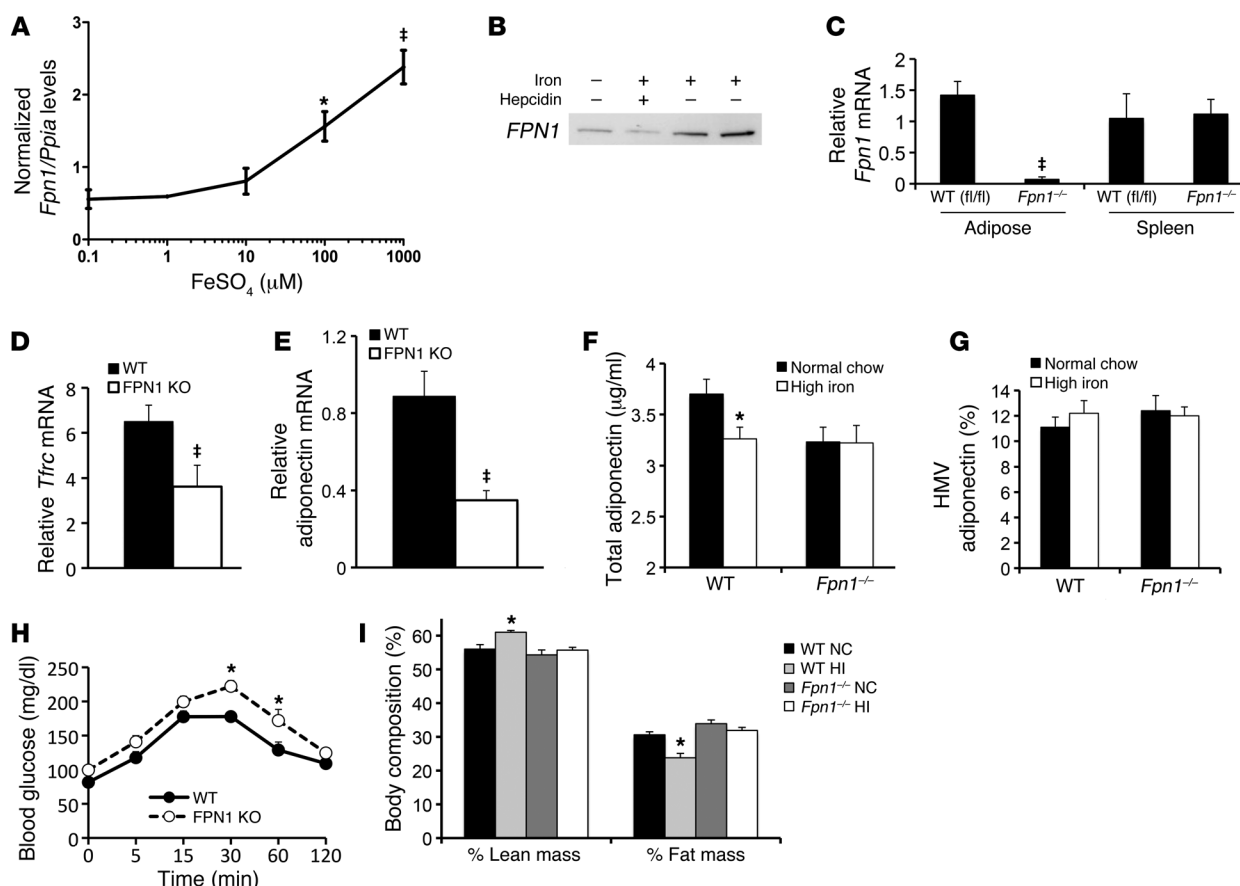 A
Normalized
Fpn1/Ppia levels
3
2
1
0
*
‡
0.1 1 10 100 1000
FeSO4 (μM)
B
Iron – + + +
Hepcidin – + – –
FPN1
C
Relative
Fpn1 mRNA
2
1.5
1
0.5
0
‡
WT (fl/fl) Fpn1–/– WT (fl/fl) Fpn1–/–
Adipose Spleen
D
WT
FPN1 KO
Relative Tfrc mRNA
8
6
4
2
0
‡
E
WT
FPN1 KO
Relative
adiponectin mRNA
1.2
0.8
0.4
0
‡
F
Normal chow
High iron
Total adiponectin (μg/ml)
4
3.5
3
2.5
2
*
WT Fpn1–/–
G
Normal chow
High iron
HMV
adiponectin (%)
14
12
10
8
6
4
2
0
WT Fpn1–/–
H
Blood glucose (mg/dl)
250
200
150
100
50
0
* *
WT
FPN1 KO
0 5 15 30 60 120
Time (min)
I
Body composition (%)
60
50
40
30
20
10
0
*
*
WT NC
WT HI
Fpn1–/– NC
Fpn1–/– HI
% Lean mass % Fat mass